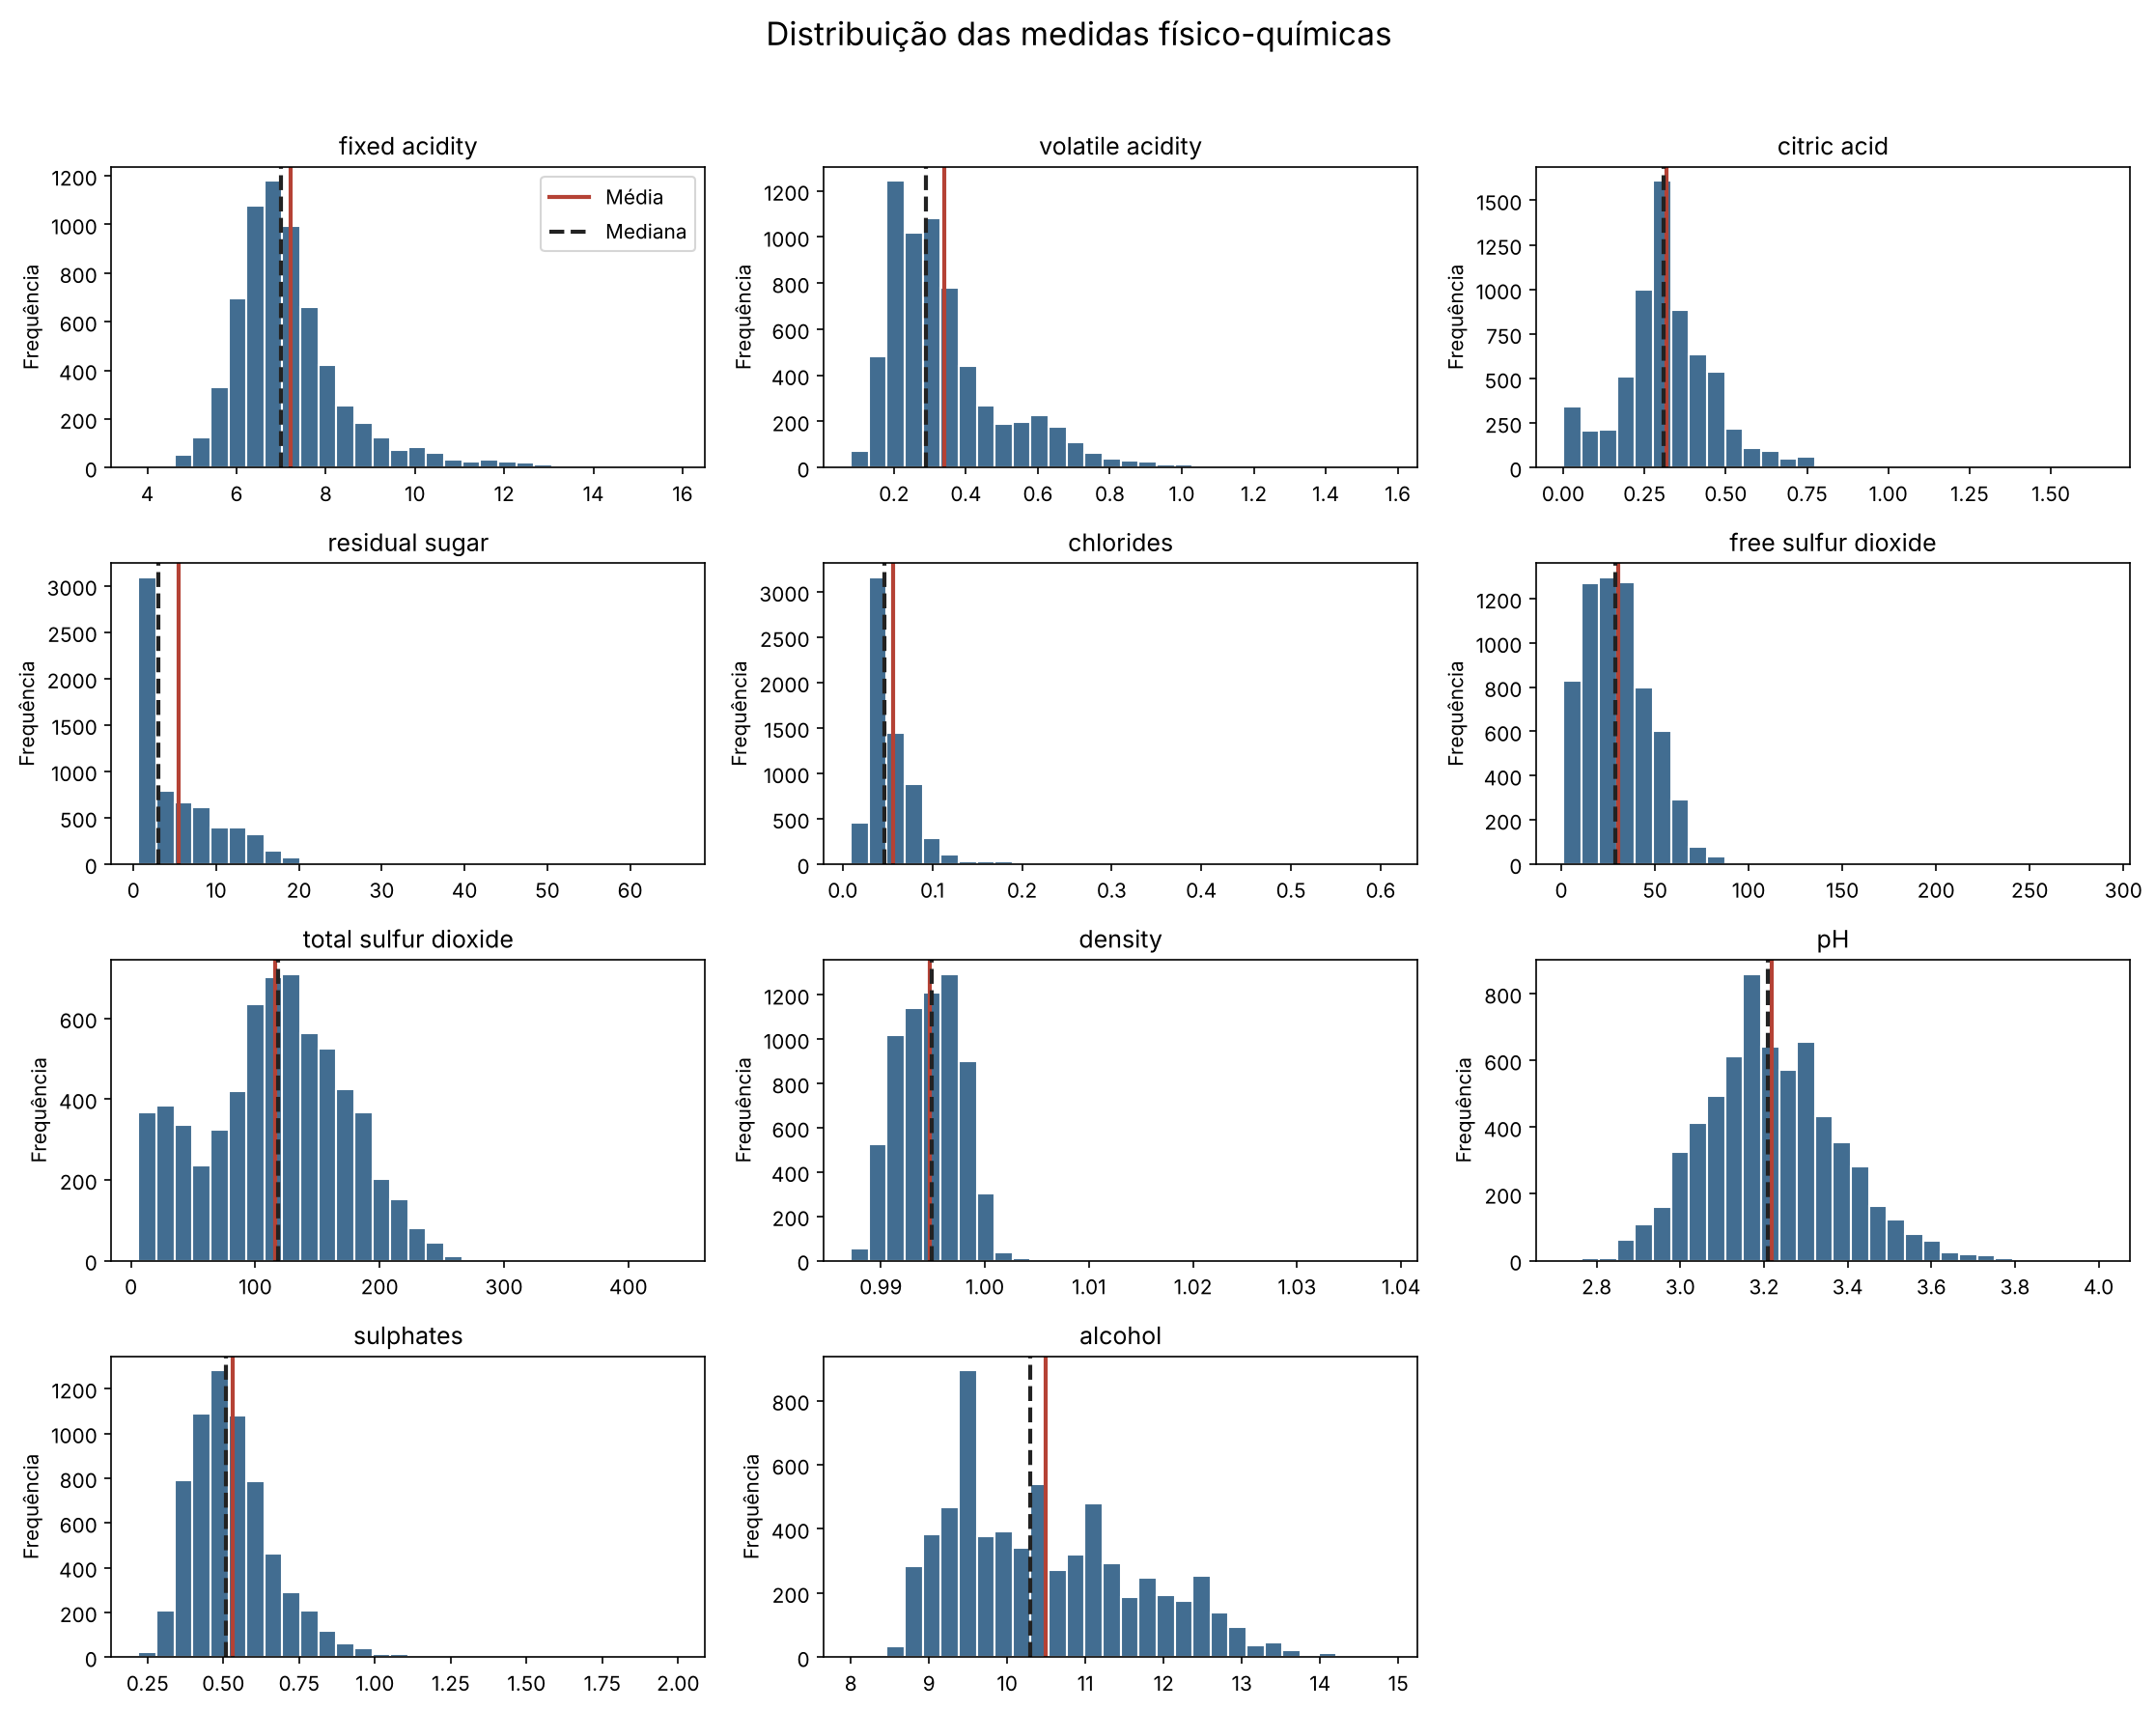 Distribuição das medidas físico-químicas
fixed acidity
Frequência
1200
1000
800
600
400
200
0
4 6 8 10 12 14 16
Média
Mediana
volatile acidity
Frequência
1200
1000
800
600
400
200
0
0.2 0.4 0.6 0.8 1.0 1.2 1.4 1.6
citric acid
Frequência
1500
1250
1000
750
500
250
0
0.00 0.25 0.50 0.75 1.00 1.25 1.50
residual sugar
Frequência
3000
2500
2000
1500
1000
500
0
0 10 20 30 40 50 60
chlorides
Frequência
3000
2500
2000
1500
1000
500
0
0.0 0.1 0.2 0.3 0.4 0.5 0.6
free sulfur dioxide
Frequência
1200
1000
800
600
400
200
0
0 50 100 150 200 250 300
total sulfur dioxide
Frequência
600
400
200
0
0 100 200 300 400
density
Frequência
1200
1000
800
600
400
200
0
0.99 1.00 1.01 1.02 1.03 1.04
pH
Frequência
800
600
400
200
0
2.8 3.0 3.2 3.4 3.6 3.8 4.0
sulphates
Frequência
1200
1000
800
600
400
200
0
0.25 0.50 0.75 1.00 1.25 1.50 1.75 2.00
alcohol
Frequência
800
600
400
200
0
8 9 10 11 12 13 14 15